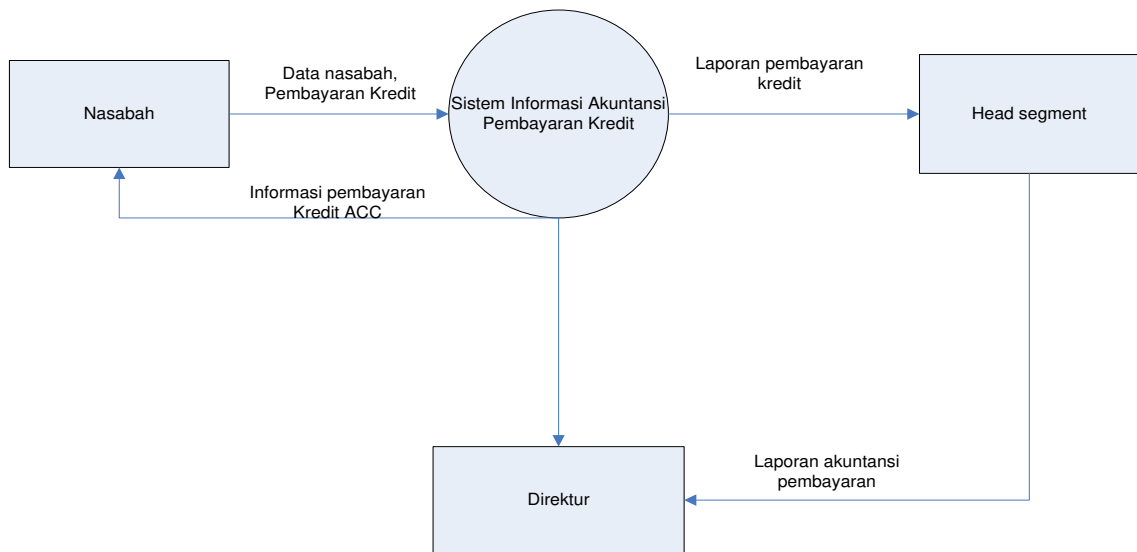 Nasabah
Data nasabah,
Pembayaran Kredit
Sistem Informasi Akuntansi
Pembayaran Kredit
Laporan pembayaran
kredit
Head segment
Informasi pembayaran
Kredit ACC
Laporan akuntansi
pembayaran
Direktur